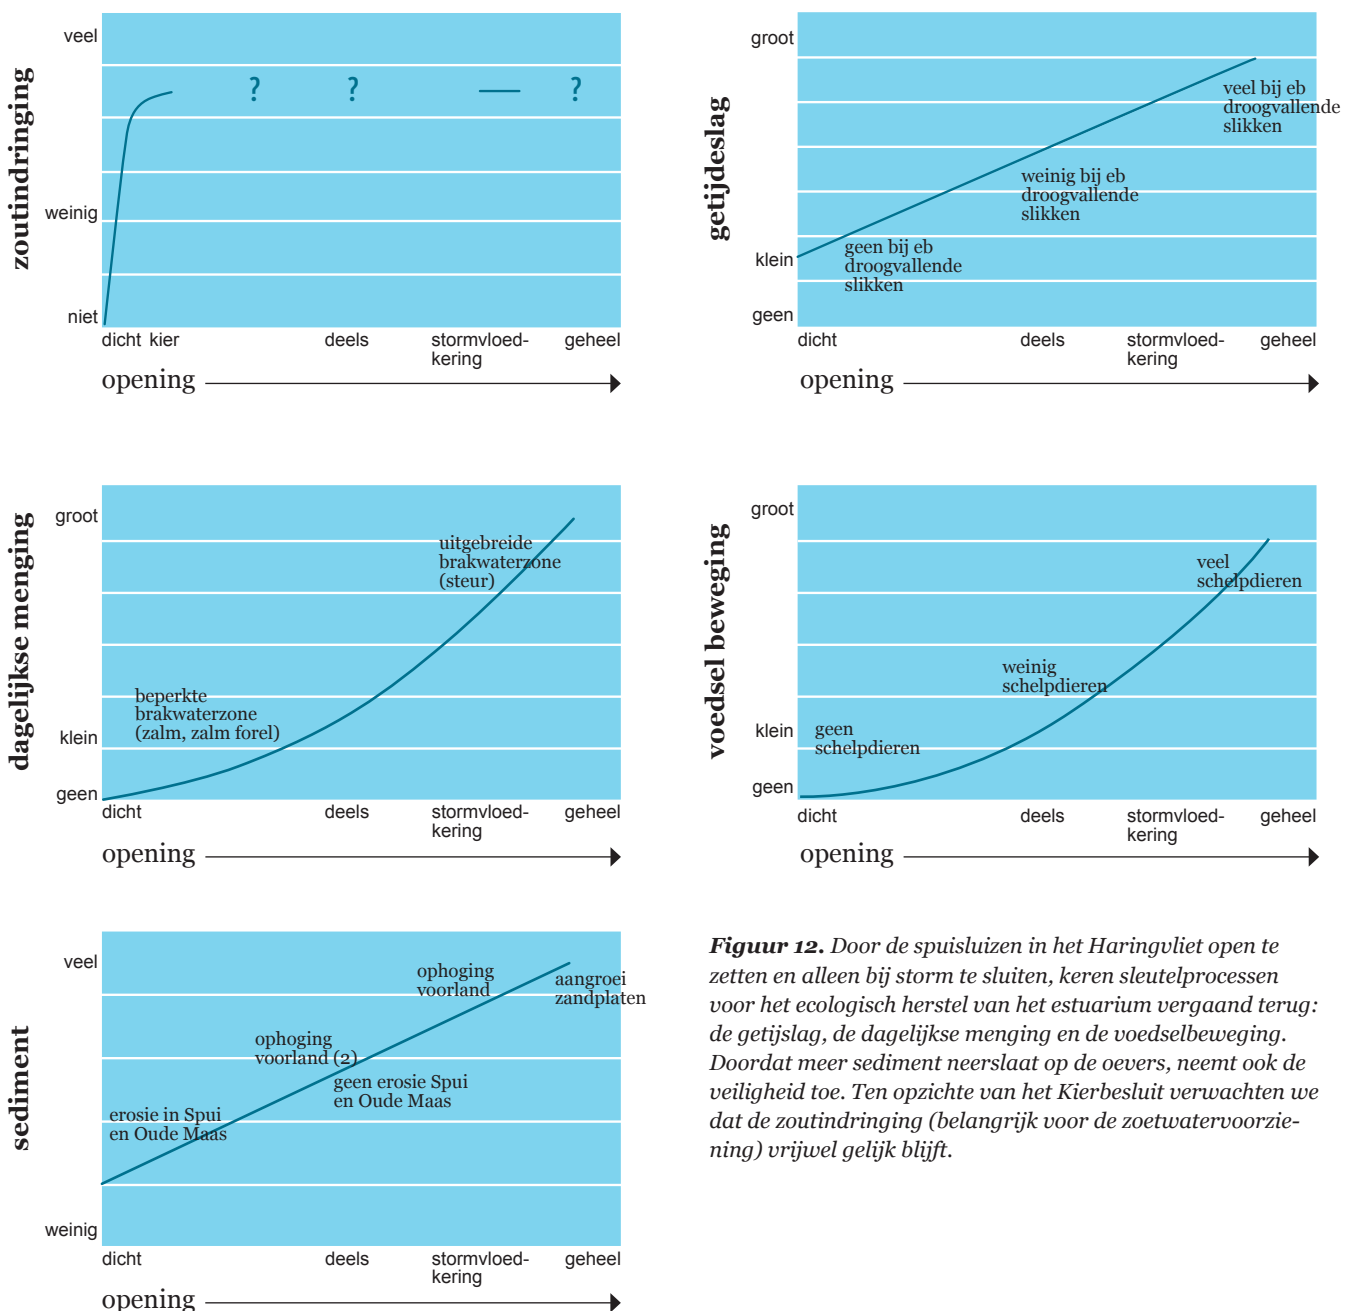 zoutindringing
veel
weinig
niet
? ? — ?
dicht kier deels stormvloed-
kering geheel
opening
getijdeslag
groot
klein
geen
veel bij eb
droogvallende
slikken
weinig bij eb
droogvallende
slikken
geen bij eb
droogvallende
slikken
dicht deels stormvloed-
kering geheel
opening
dagelijkse menging
groot
klein
geen
uitgebreide
brakwaterzone
(steur)
beperkte
brakwaterzone
(zalm, zalm forel)
dicht deels stormvloed-
kering geheel
opening
voedsel beweging
groot
klein
geen
veel
schelpdieren
weinig
schelpdieren
geen
schelpdieren
dicht deels stormvloed-
kering geheel
opening
sediment
veel
weinig
ophoging
voorland
aangroei
zandplaten
ophoging
voorland (2)
geen erosie Spui
en Oude Maas
erosie in Spui
en Oude Maas
dicht deels stormvloed-
kering geheel
opening
Figuur 12. Door de spuisluizen in het Haringvliet open te
zetten en alleen bij storm te sluiten, keren sleutelprocessen
voor het ecologisch herstel van het estuarium vergaand terug:
de getijslag, de dagelijkse menging en de voedselbeweging.
Doordat meer sediment neerslaat op de oevers, neemt ook de
veiligheid toe. Ten opzichte van het Kierbesluit verwachten we
dat de zoutindringing (belangrijk voor de zoetwatervoorzie-
ning) vrijwel gelijk blijft.